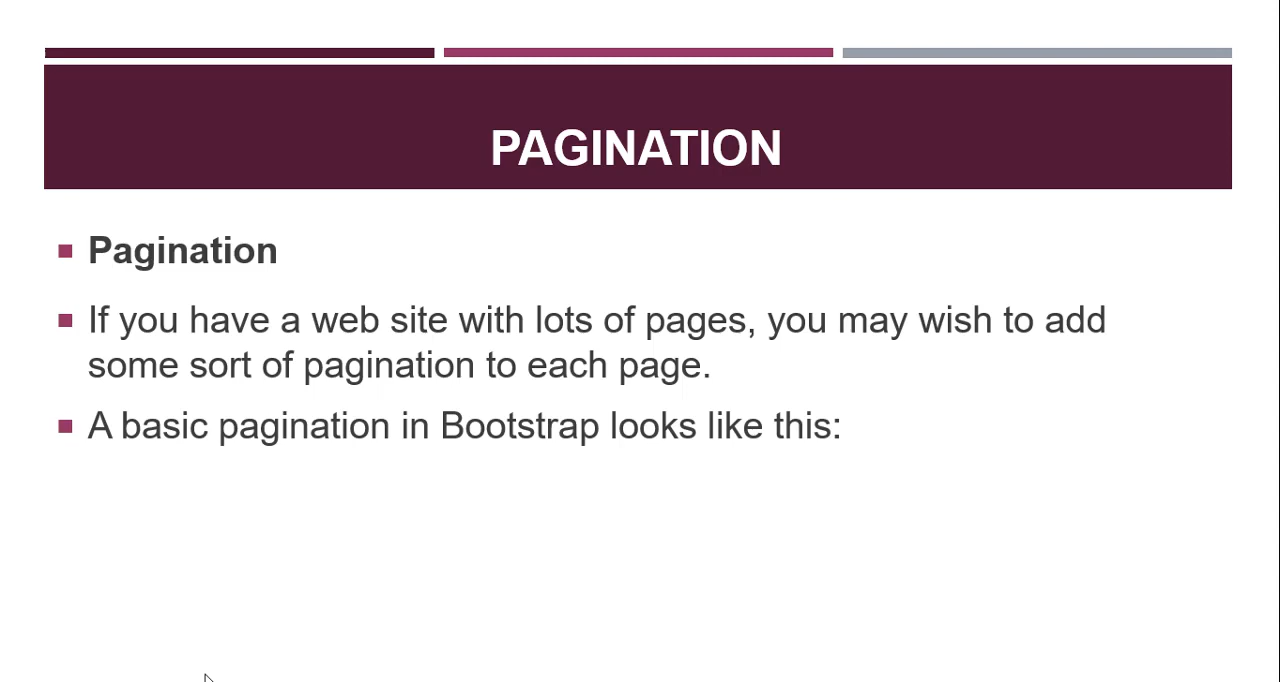 PAGINATION
Pagination
If you have a web site with lots of pages, you may wish to add
some sort of pagination to each page.
A basic pagination in Bootstrap looks like this: